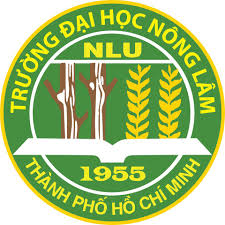 TRƯỜNG ĐẠI HỌC NÔNG LÂM
NLU
1955
THÀNH PHỐ HỒ CHÍ MINH